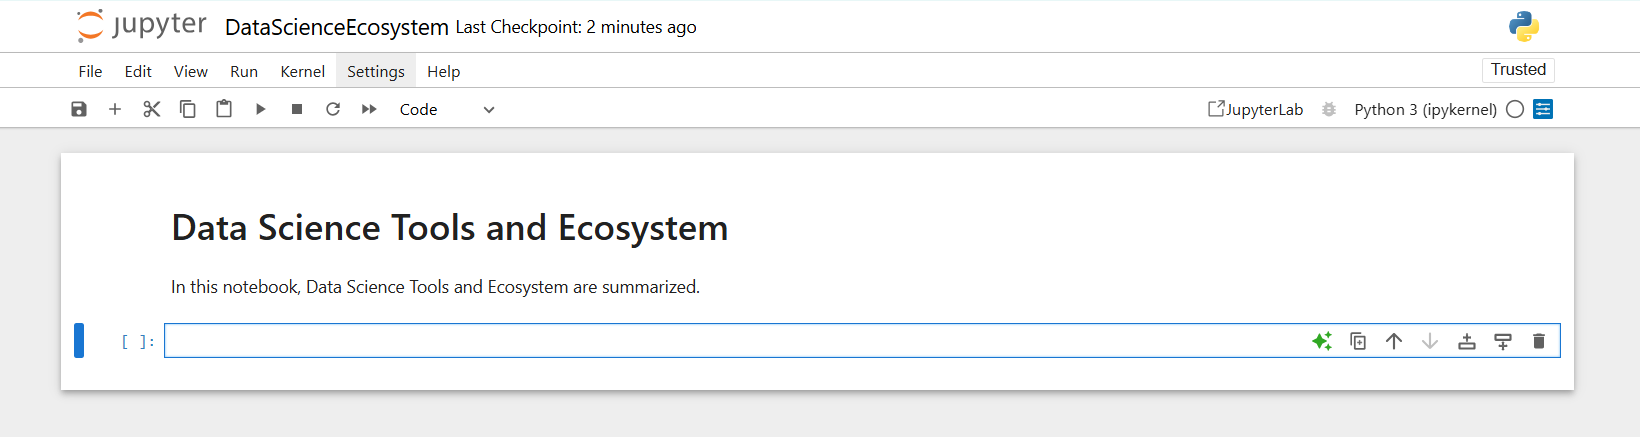 jupyter DataScienceEcosystem Last Checkpoint: 2 minutes ago
File Edit View Run Kernel Settings Help Trusted
Code JupyterLab Python 3 (ipykernel)
Data Science Tools and Ecosystem
In this notebook, Data Science Tools and Ecosystem are summarized.
[ ]: